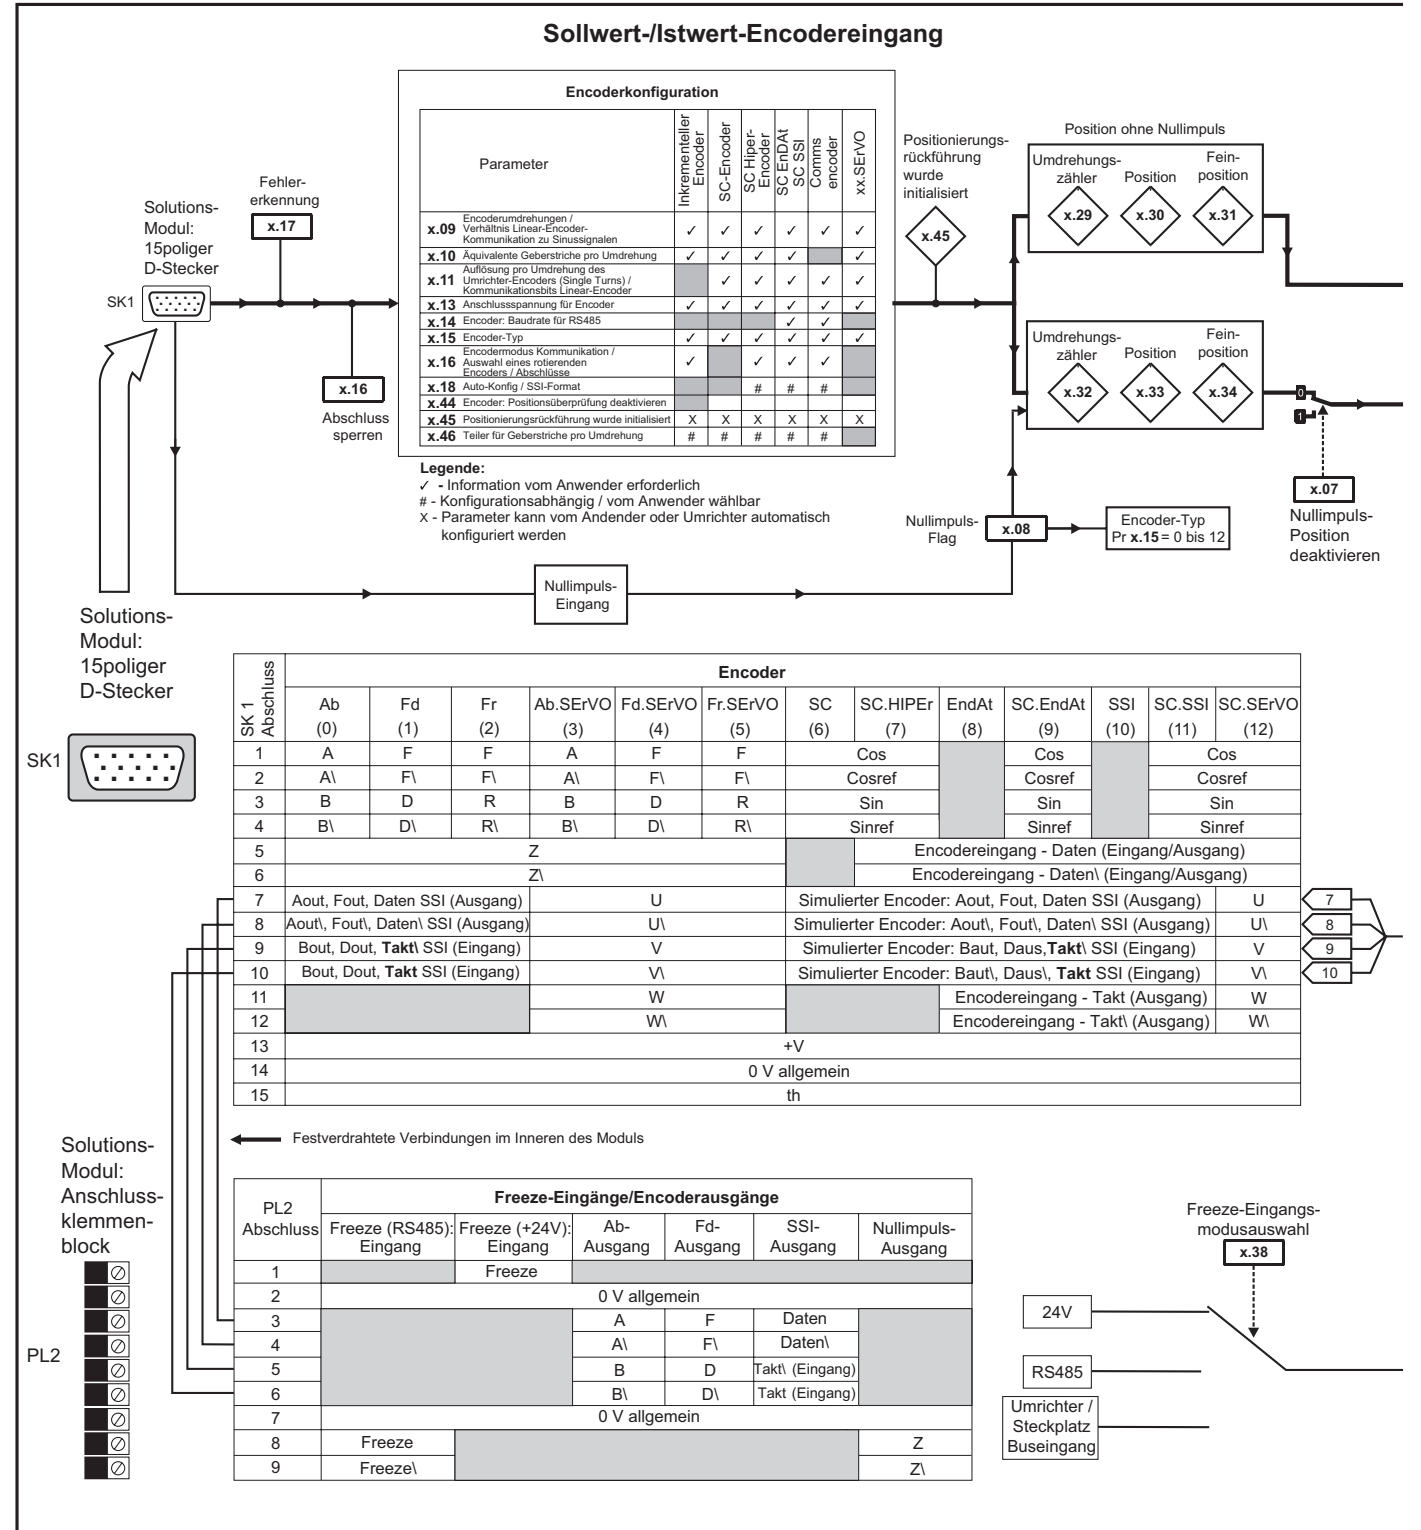 Sollwert-/Istwert-Encodereingang
Encoderkonfiguration
Parameter
Inkrementeller
Encoder
SC-Encoder
SC Hiper-
Encoder
SC EnDAt
SC SSI
Comms
encoder
xx.SErVO
x.09 Encoderumdrehungen /
Verhältnis Linear-Encoder-
Kommunikation zu Sinussignalen
✓ ✓ ✓ ✓ ✓ ✓
x.10 Äquivalente Geberstriche pro Umdrehung ✓ ✓ ✓ ✓ ✓
x.11 Auflösung pro Umdrehung des
Umrichter-Encoders (Single Turns) /
Kommunikationsbits Linear-Encoder
✓ ✓ ✓ ✓ ✓
x.13 Anschlussspannung für Encoder ✓ ✓ ✓ ✓ ✓ ✓
x.14 Encoder: Baudrate für RS485 ✓ ✓
x.15 Encoder-Typ ✓ ✓ ✓ ✓ ✓ ✓
x.16 Encodermodus Kommunikation /
Auswahl eines rotierenden
Encoders / Abschlüsse
✓ ✓ ✓ ✓
x.18 Auto-Konfig / SSI-Format # # #
x.44 Encoder: Positionsüberprüfung deaktivieren
x.45 Positionierungsrückführung wurde initialisiert X X X X X X
x.46 Teiler für Geberstriche pro Umdrehung # # # # #
Legende:
✓ - Information vom Anwender erforderlich
# - Konfigurationsabhängig / vom Anwender wählbar
X - Parameter kann vom Andender oder Umrichter automatisch
konfiguriert werden
Solutions-
Modul:
15poliger
D-Stecker
SK1
Fehler-
erkennung
x.17
x.16
Abschluss
sperren
Positionierungs-
rückführung
wurde
initialisiert
x.45
Position ohne Nullimpuls
Umdrehungs-
zähler
Position
Fein-
position
x.29 x.30 x.31
Umdrehungs-
zähler
Position
Fein-
position
x.32 x.33 x.34
0
1
x.07
Nullimpuls-
Position
deaktivieren
Nullimpuls-
Flag
x.08
Encoder-Typ
Pr x.15 = 0 bis 12
Nullimpuls-
Eingang
Solutions-
Modul:
15poliger
D-Stecker
SK1
SK 1
Abschluss
Encoder
Ab Fd Fr Ab.SErVO Fd.SErVO Fr.SErVO SC SC.HIPEr EndAt SC.EndAt SSI SC.SSI SC.SErVO
(0) (1) (2) (3) (4) (5) (6) (7) (8) (9) (10) (11) (12)
1 A F F A F F Cos Cos Cos
2 A\ F\ F\ A\ F\ F\ Cosref Cosref Cosref
3 B D R B D R Sin Sin Sin
4 B\ D\ R\ B\ D\ R\ Sinref Sinref Sinref
5 Z Encodereingang - Daten (Eingang/Ausgang)
6 Z\ Encodereingang - Daten\ (Eingang/Ausgang)
7 Aout, Fout, Daten SSI (Ausgang) U Simulierter Encoder: Aout, Fout, Daten SSI (Ausgang) U 7
8 Aout\, Fout\, Daten\ SSI (Ausgang) U\ Simulierter Encoder: Aout\, Fout\, Daten\ SSI (Ausgang) U\ 8
9 Bout, Dout, Takt\ SSI (Eingang) V Simulierter Encoder: Baut, Daus,Takt\ SSI (Eingang) V 9
10 Bout, Dout, Takt SSI (Eingang) V\ Simulierter Encoder: Baut\, Daus\, Takt SSI (Eingang) V\ 10
11 W Encodereingang - Takt (Ausgang) W
12 W\ Encodereingang - Takt\ (Ausgang) W\
13 +V
14 0 V allgemein
15 th
Festverdrahtete Verbindungen im Inneren des Moduls
Solutions-
Modul:
Anschluss-
klemmen-
block
PL2
PL2
Abschluss
Freeze-Eingänge/Encoderausgänge
Freeze (RS485):
Eingang
Freeze (+24V):
Eingang
Ab-
Ausgang
Fd-
Ausgang
SSI-
Ausgang
Nullimpuls-
Ausgang
1 Freeze
2 0 V allgemein
3 A F Daten
4 A\ F\ Daten\
5 B D Takt\ (Eingang)
6 B\ D\ Takt (Eingang)
7 0 V allgemein
8 Freeze Z
9 Freeze\ Z\
Freeze-Eingangs-
modusauswahl
x.38
24V
RS485
Umrichter /
Steckplatz
Buseingang